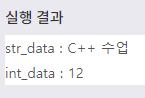 실행 결과
str_data : C++ 수업
int_data : 12